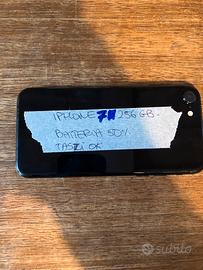 IPHONE 7 256 GB.
BATTERIA 50%
TASTI OK
subito